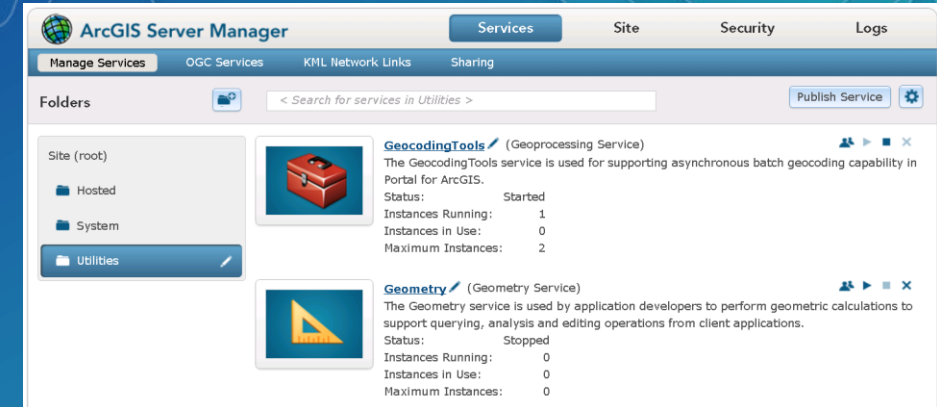 ArcGIS Server Manager
Services Site Security Logs
Manage Services OGC Services KML Network Links Sharing
Folders
< Search for services in Utilities >
Publish Service
Site (root)
Hosted
System
Utilities
GeocodingTools (Geoprocessing Service)
The GeocodingTools service is used for supporting asynchronous batch geocoding capability in
Portal for ArcGIS.
Status: Started
Instances Running: 1
Instances in Use: 0
Maximum Instances: 2
Geometry (Geometry Service)
The Geometry service is used by application developers to perform geometric calculations to
support querying, analysis and editing operations from client applications.
Status: Stopped
Instances Running: 0
Instances in Use: 0
Maximum Instances: 0